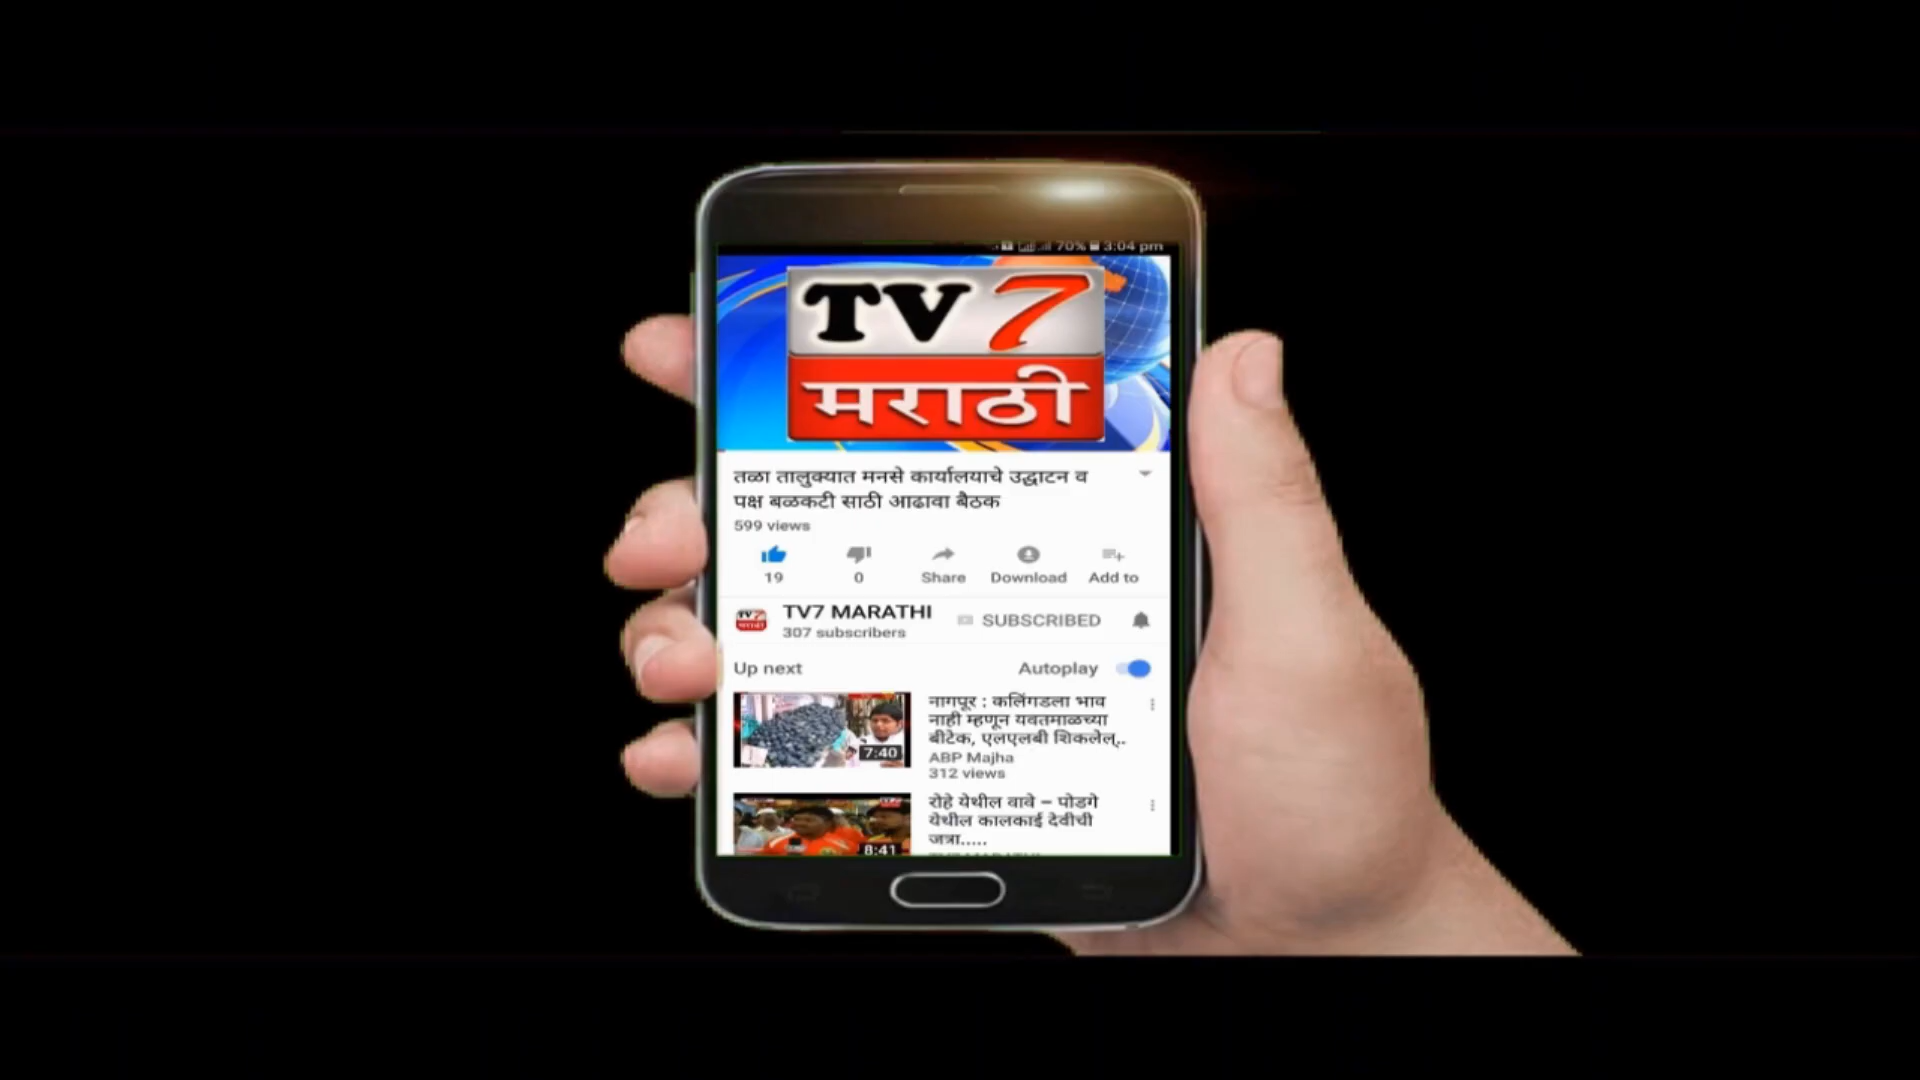 70% 3:04 pm
TV 7
मराठी
तळा तालुक्यात मनसे कार्यालयाचे उद्धाटन व
पक्ष बळकटी साठी आढावा बैठक
599 views
19 0 Share Download Add to
TV7 MARATHI SUBSCRIBED
307 subscribers
Up next Autoplay
नागपूर : कलिंगडला भाव
नाही म्हणून यवतमाळच्या
बीटेक, एलएलबी शिकलेल्..
ABP Majha
312 views
7:40
रोहे येथील वावे – पोडगे
येथील कालकाई देवीची
जत्रा.....
8:41